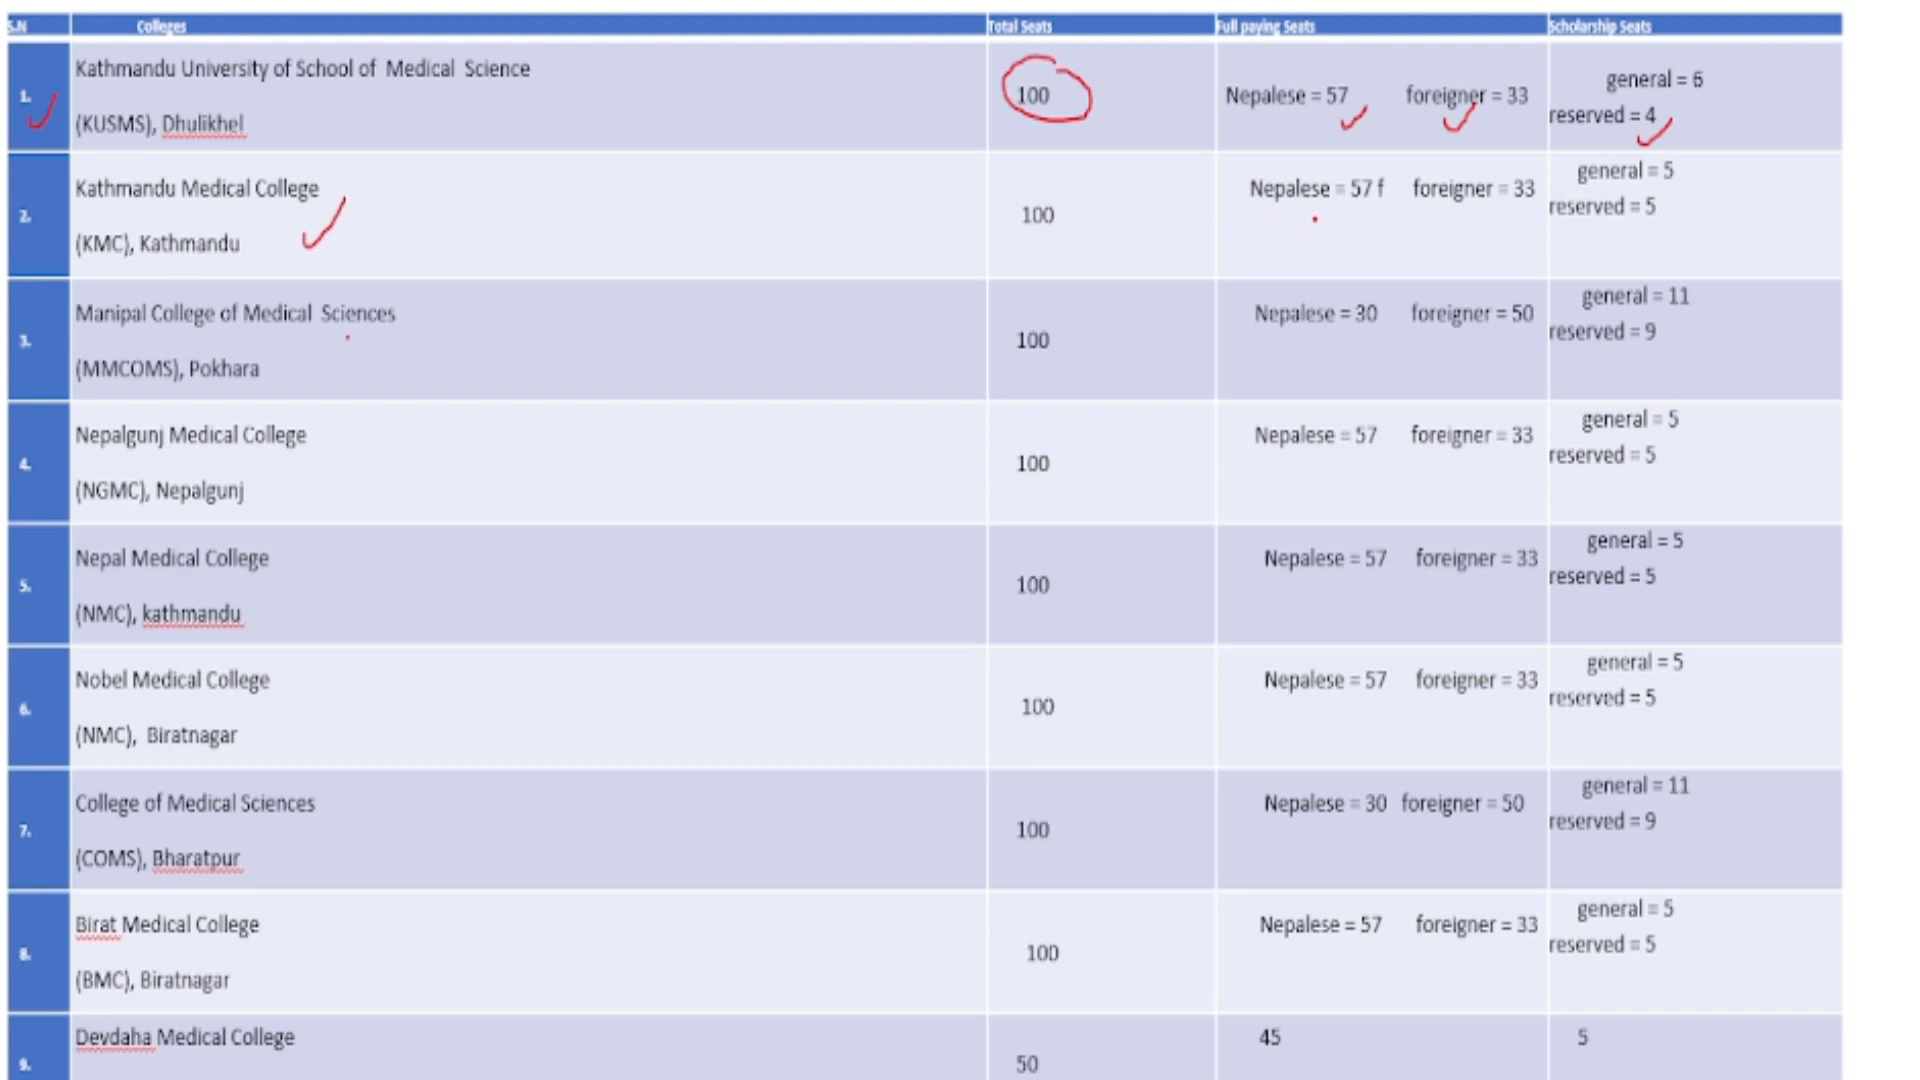 S.N Colleges Total Seats Full paying Seats Scholarship Seats
1. Kathmandu University of School of Medical Science
(KUSMS), Dhulikhel
100
Nepalese = 57 foreigner = 33
general = 6
reserved = 4
2. Kathmandu Medical College
(KMC), Kathmandu
100
Nepalese = 57 f foreigner = 33
general = 5
reserved = 5
3. Manipal College of Medical Sciences
(MMCOMS), Pokhara
100
Nepalese = 30 foreigner = 50
general = 11
reserved = 9
4. Nepalgunj Medical College
(NGMC), Nepalgunj
100
Nepalese = 57 foreigner = 33
general = 5
reserved = 5
5. Nepal Medical College
(NMC), kathmandu
100
Nepalese = 57 foreigner = 33
general = 5
reserved = 5
6. Nobel Medical College
(NMC), Biratnagar
100
Nepalese = 57 foreigner = 33
general = 5
reserved = 5
7. College of Medical Sciences
(COMS), Bharatpur
100
Nepalese = 30 foreigner = 50
general = 11
reserved = 9
8. Birat Medical College
(BMC), Biratnagar
100
Nepalese = 57 foreigner = 33
general = 5
reserved = 5
9. Devdaha Medical College
50
45
5